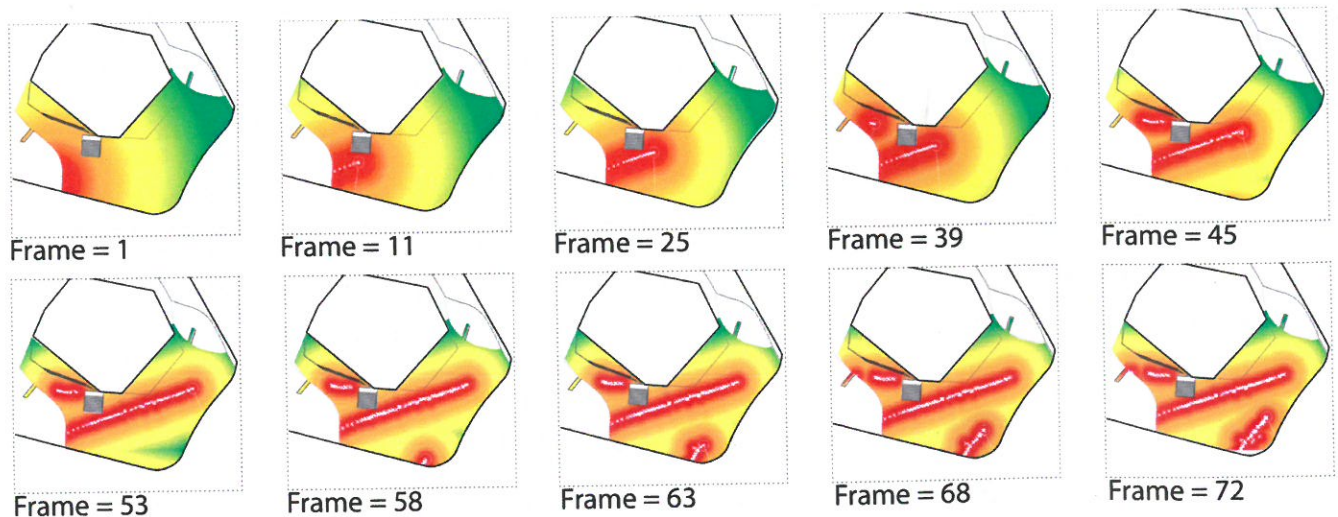 Frame = 1
Frame = 11
Frame = 25
Frame = 39
Frame = 45
Frame = 53
Frame = 58
Frame = 63
Frame = 68
Frame = 72